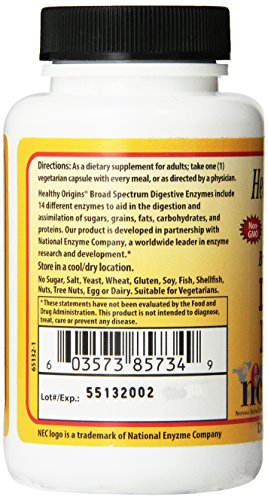 Directions: As a dietary supplement for adults; take one (1)
vegetarian capsule with every meal, or as directed by a physician.
Healthy Origins® Broad Spectrum Digestive Enzymes include
14 different enzymes to aid in the digestion and
assimilation of sugars, grains, fats, carbohydrates, and
proteins. Our product is developed in partnership with
National Enzyme Company, a worldwide leader in enzyme
research and development.*
Store in a cool/dry location.
No Sugar, Salt, Yeast, Wheat, Gluten, Soy, Fish, Shellfish,
Nuts, Tree Nuts, Egg or Dairy. Suitable for Vegetarians.
*These statements have not been evaluated by the Food and
Drug Administration. This product is not intended to diagnose,
treat, cure or prevent any disease.
65132-1
6 03573 85734 9
Lot#/Exp.: 55132002
NEC logo is a trademark of National Enyzme Company
He
Non-
GMO